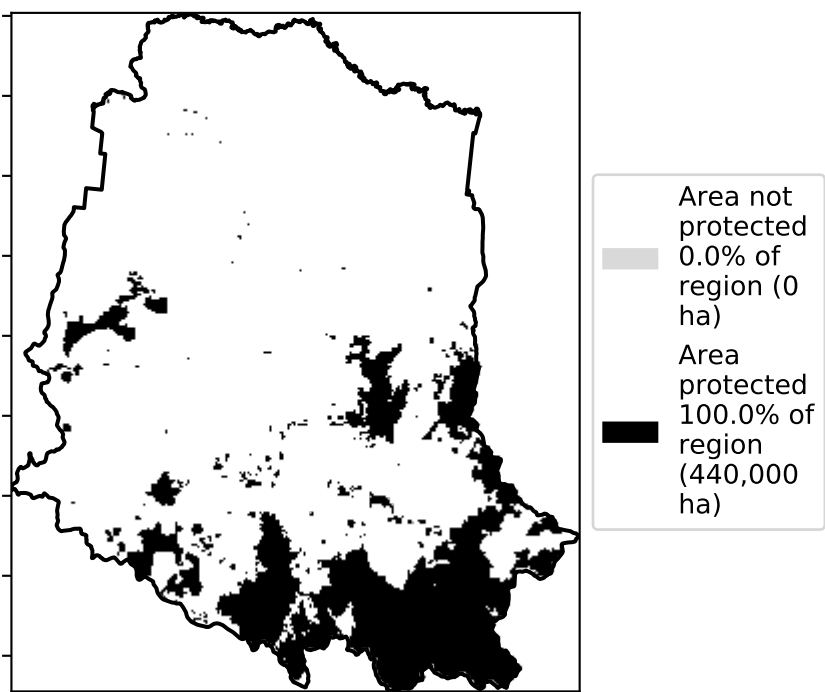 Area not
protected
0.0% of
region (0
ha)
Area
protected
100.0% of
region
(440,000
ha)